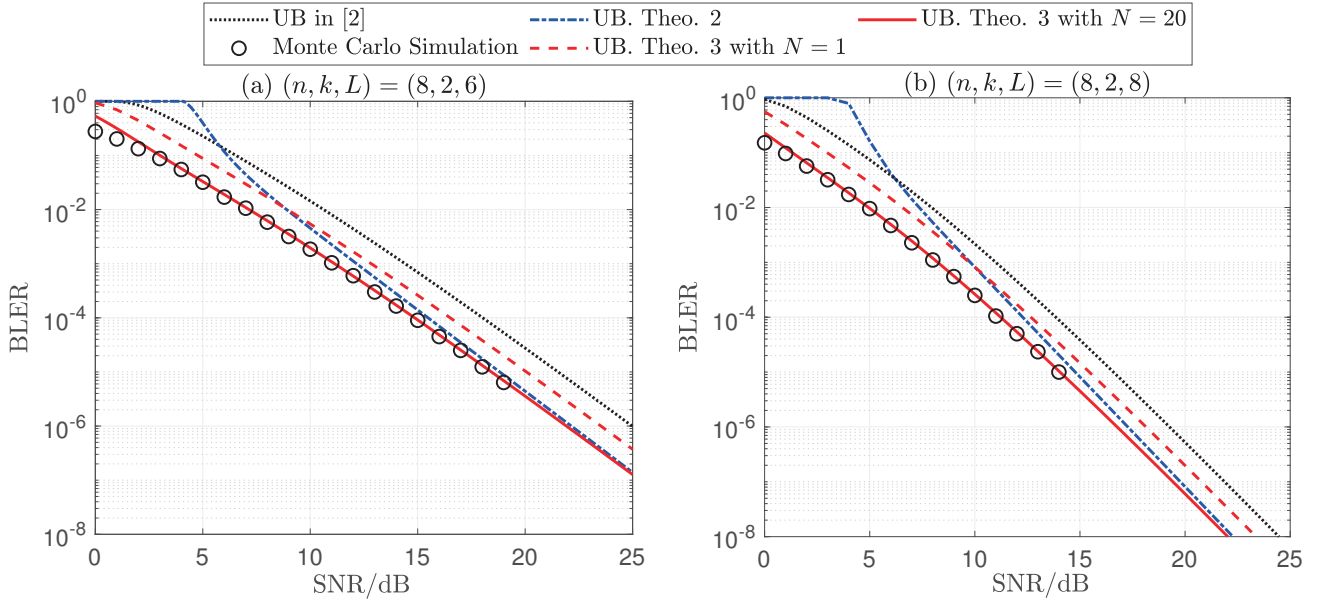 UB in [2] UB. Theo. 2 UB. Theo. 3 with N = 20
Monte Carlo Simulation UB. Theo. 3 with N = 1
(a) (n, k, L) = (8, 2, 6)
10^0
10^-2
10^-4
10^-6
10^-8
BLER
0 5 10 15 20 25
SNR/dB
(b) (n, k, L) = (8, 2, 8)
10^0
10^-2
10^-4
10^-6
10^-8
BLER
0 5 10 15 20 25
SNR/dB